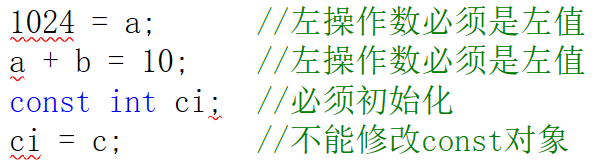 1024 = a; //左操作数必须是左值
a + b = 10; //左操作数必须是左值
const int ci; //必须初始化
ci = c; //不能修改const对象